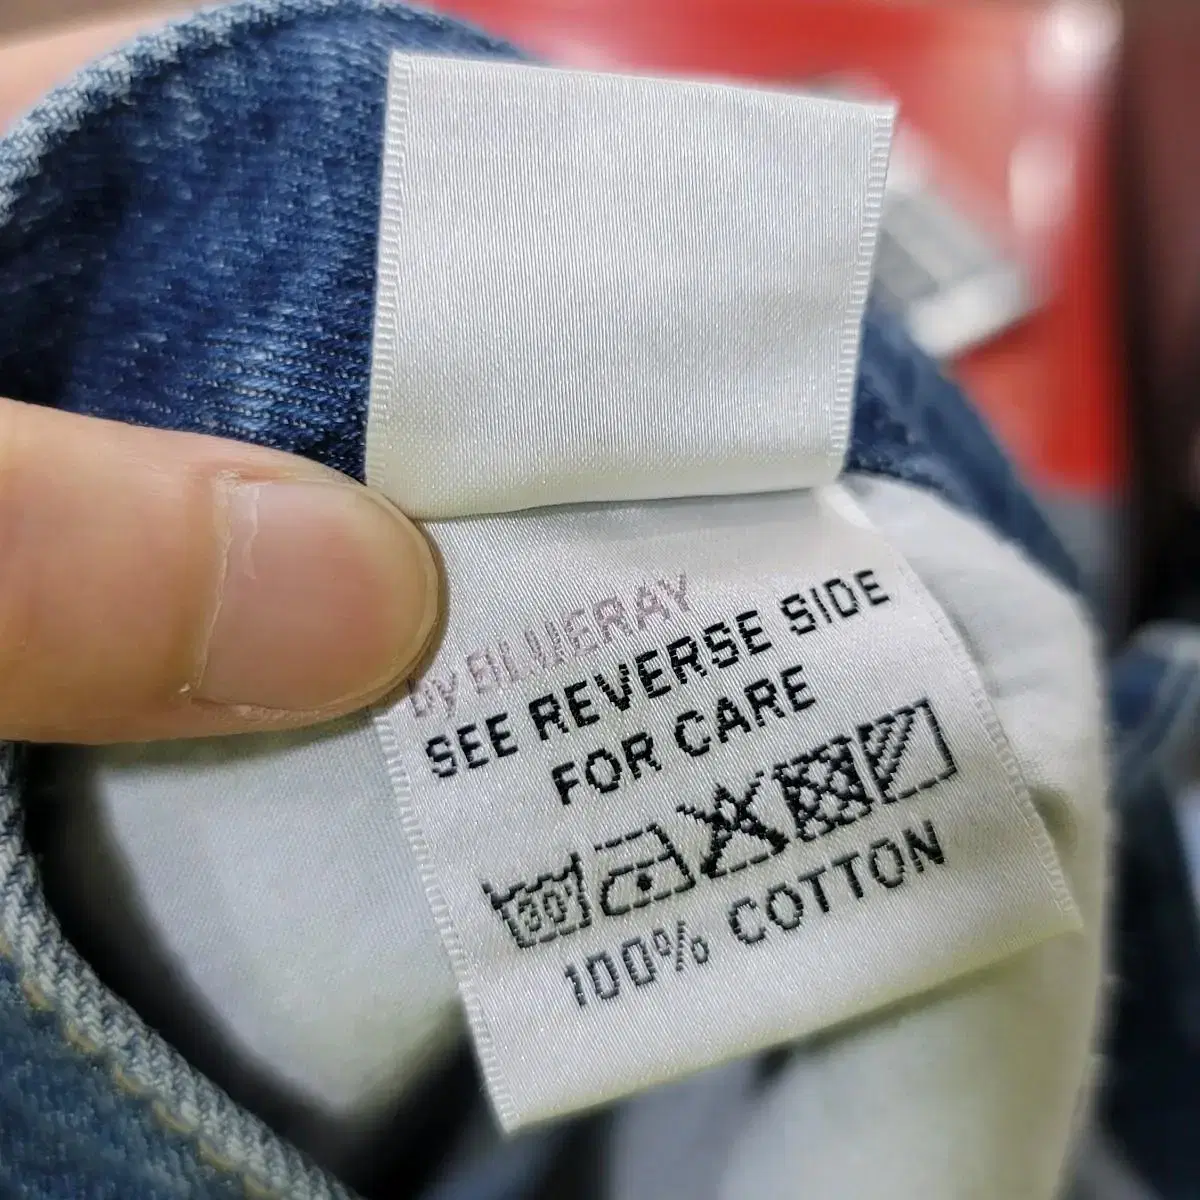 by BLUERAY
SEE REVERSE SIDE
FOR CARE
30
100% COTTON